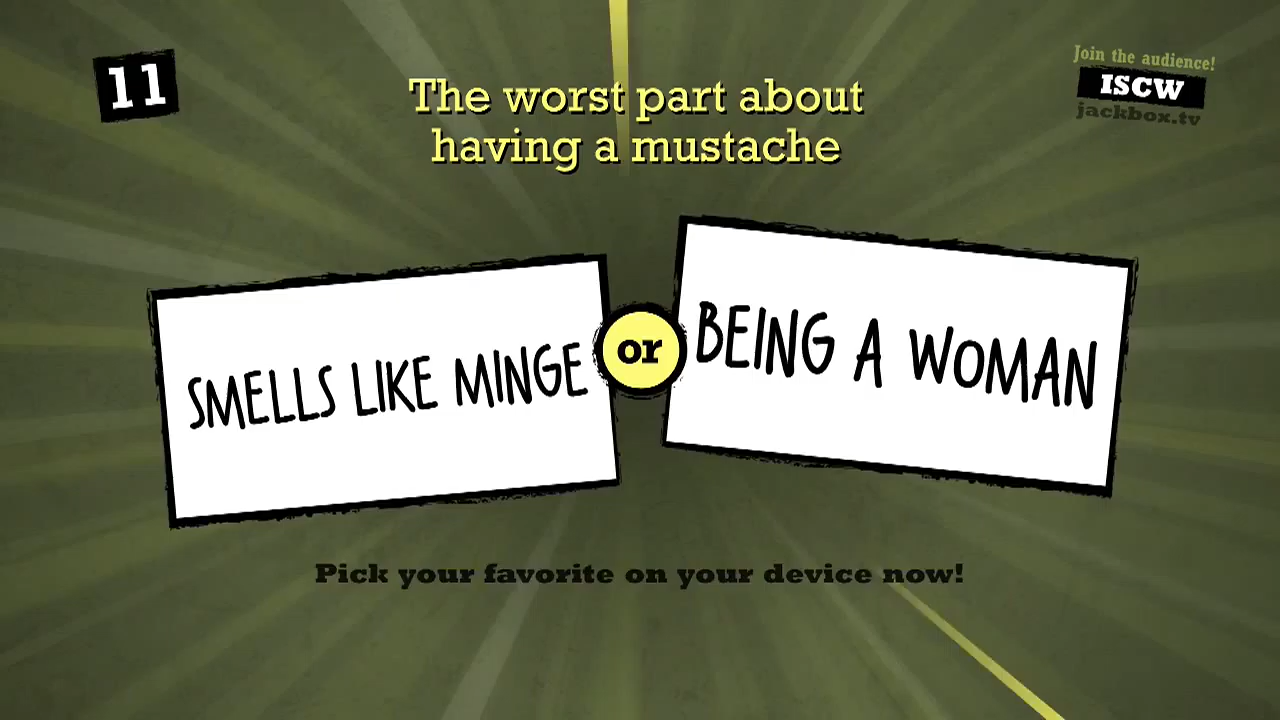 11
Join the audience!
ISCW
jackbox.tv
The worst part about
having a mustache
SMELLS LIKE MINGE
or
BEING A WOMAN
Pick your favorite on your device now!